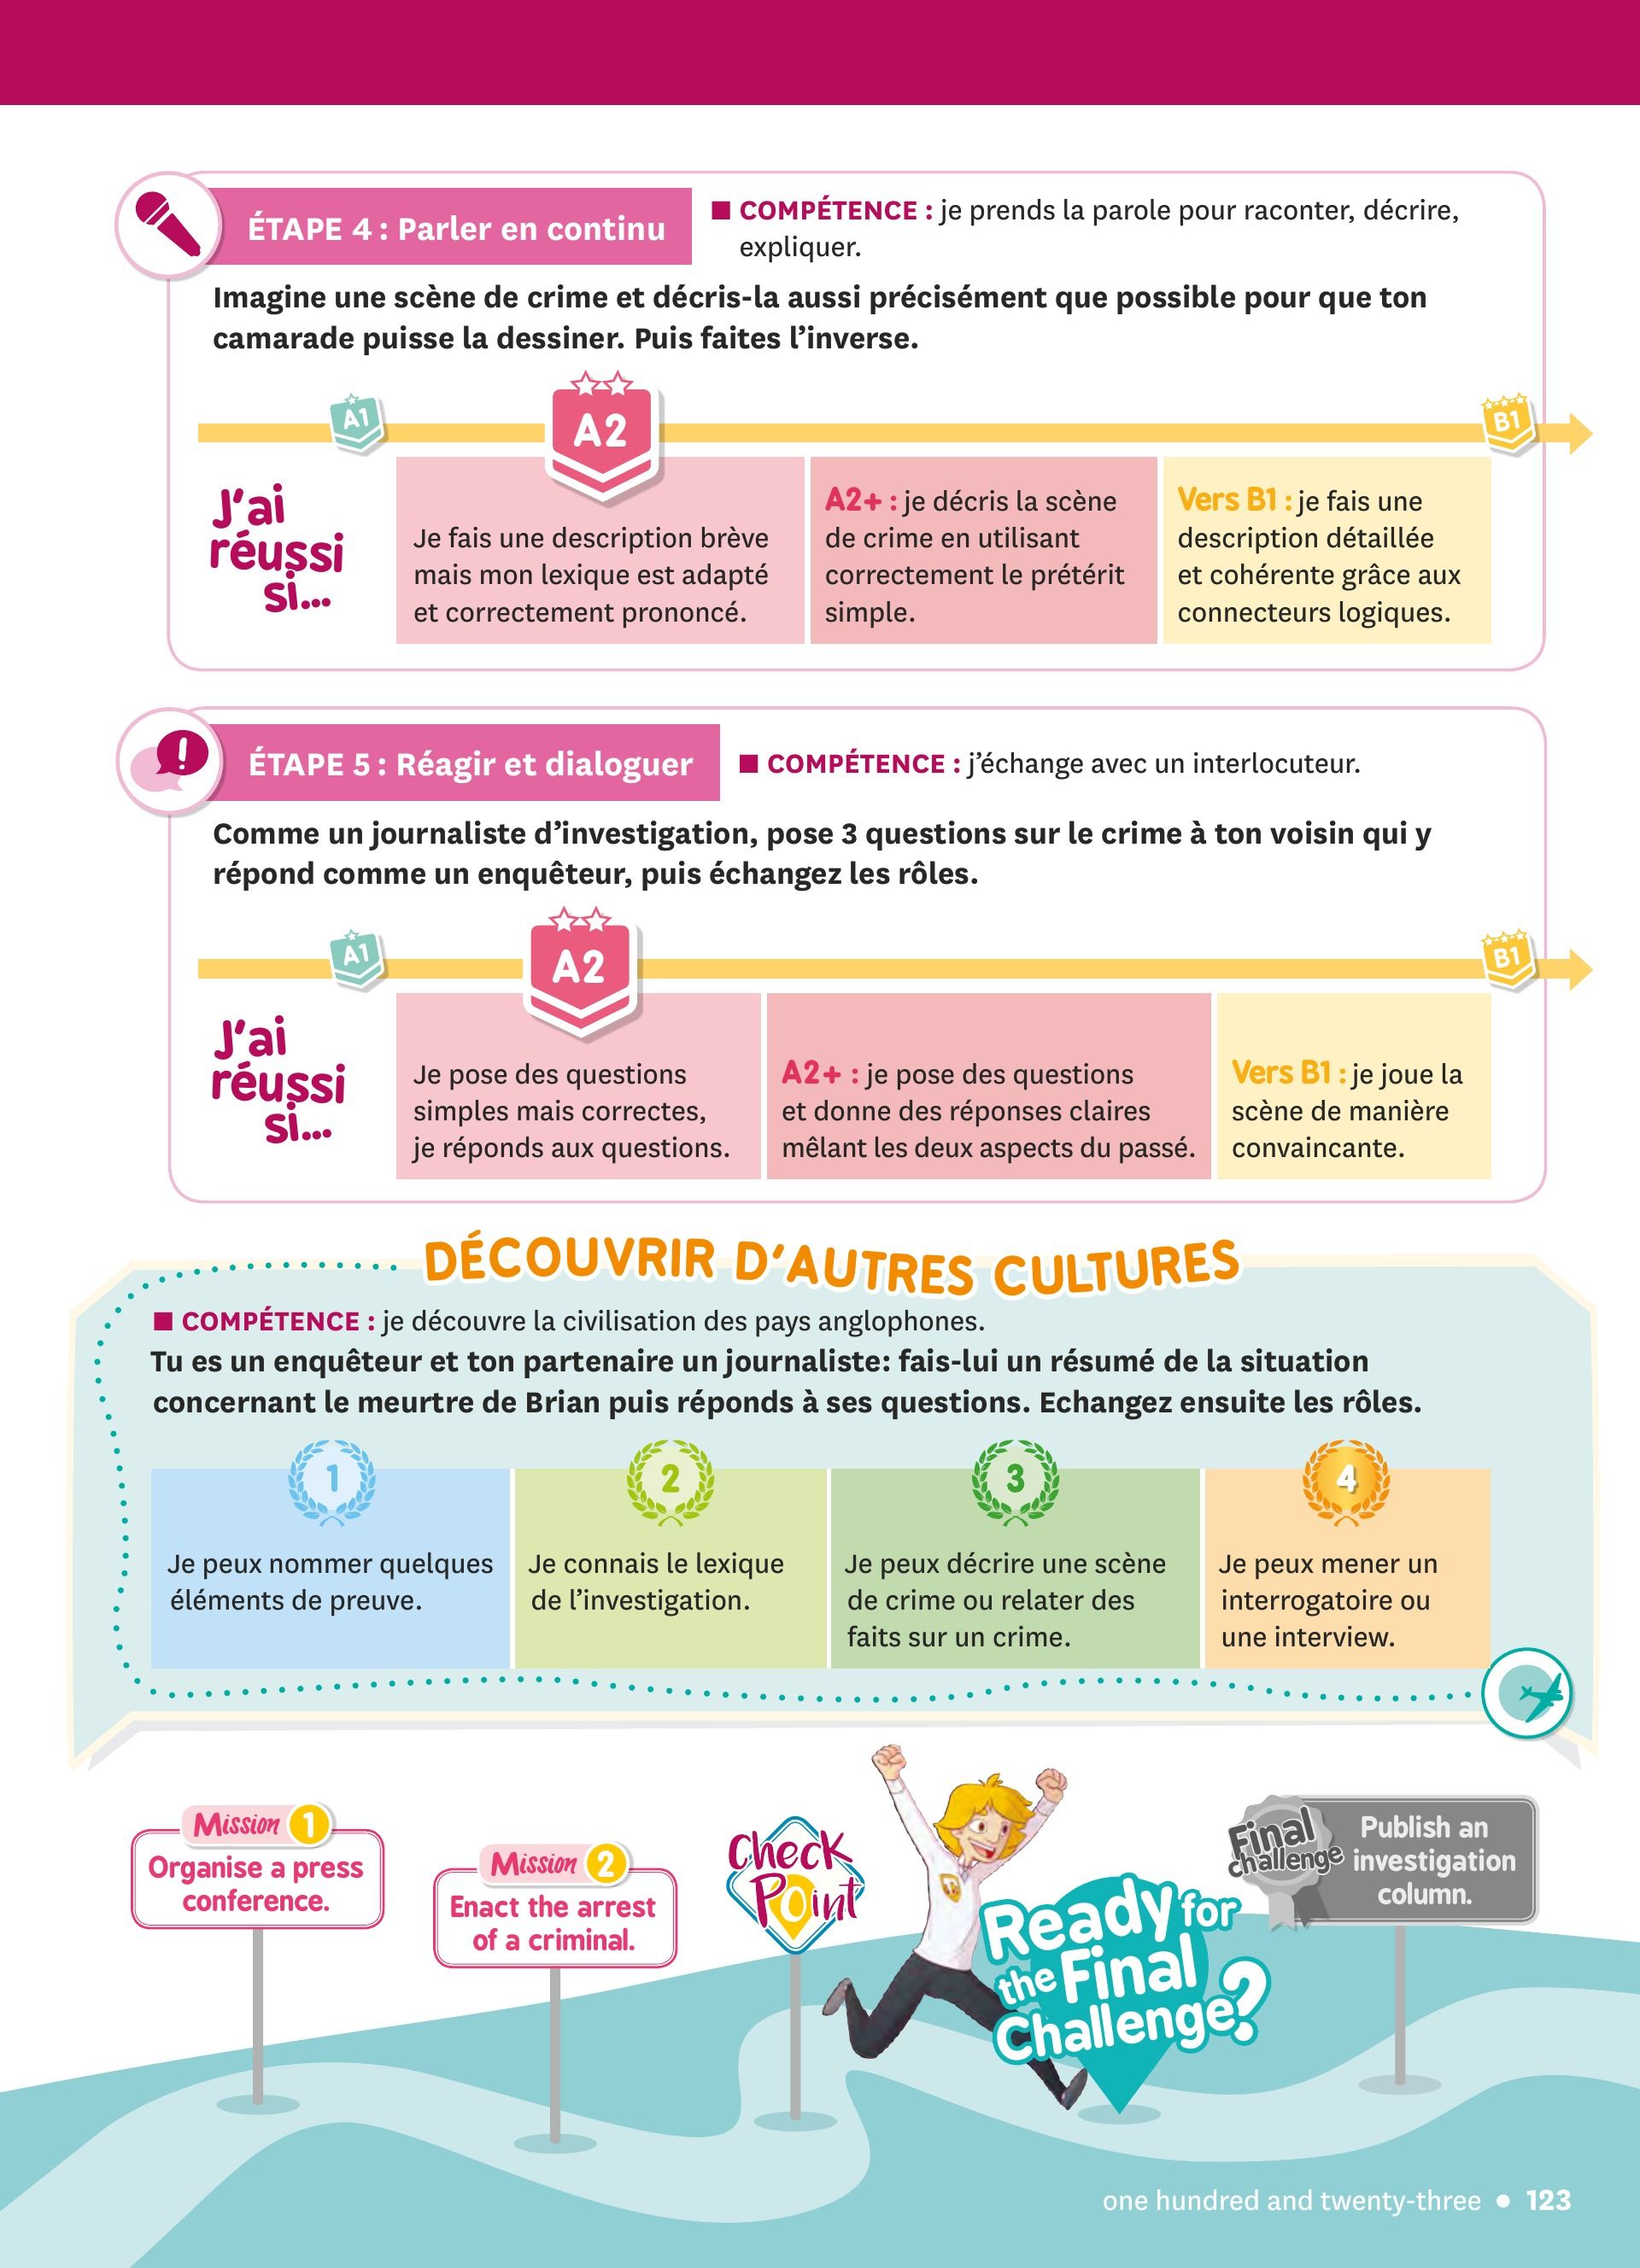 ÉTAPE 4 : Parler en continu
■ COMPÉTENCE : je prends la parole pour raconter, décrire,
expliquer.
Imagine une scène de crime et décris-la aussi précisément que possible pour que ton
camarade puisse la dessiner. Puis faites l’inverse.
A1
A2
B1
J’ai
réussi
si…
Je fais une description brève
mais mon lexique est adapté
et correctement prononcé.
A2+ : je décris la scène
de crime en utilisant
correctement le prétérit
simple.
Vers B1 : je fais une
description détaillée
et cohérente grâce aux
connecteurs logiques.
ÉTAPE 5 : Réagir et dialoguer
■ COMPÉTENCE : j’échange avec un interlocuteur.
Comme un journaliste d’investigation, pose 3 questions sur le crime à ton voisin qui y
répond comme un enquêteur, puis échangez les rôles.
A1
A2
B1
J’ai
réussi
si…
Je pose des questions
simples mais correctes,
je réponds aux questions.
A2+ : je pose des questions
et donne des réponses claires
mêlant les deux aspects du passé.
Vers B1 : je joue la
scène de manière
convaincante.
DÉCOUVRIR D’AUTRES CULTURES
■ COMPÉTENCE : je découvre la civilisation des pays anglophones.
Tu es un enquêteur et ton partenaire un journaliste: fais-lui un résumé de la situation
concernant le meurtre de Brian puis réponds à ses questions. Echangez ensuite les rôles.
1
Je peux nommer quelques
éléments de preuve.
2
Je connais le lexique
de l’investigation.
3
Je peux décrire une scène
de crime ou relater des
faits sur un crime.
4
Je peux mener un
interrogatoire ou
une interview.
Mission 1
Organise a press
conference.
Mission 2
Enact the arrest
of a criminal.
Check
Point
Ready for
the Final
Challenge?
Final
challenge
Publish an
investigation
column.
one hundred and twenty-three • 123